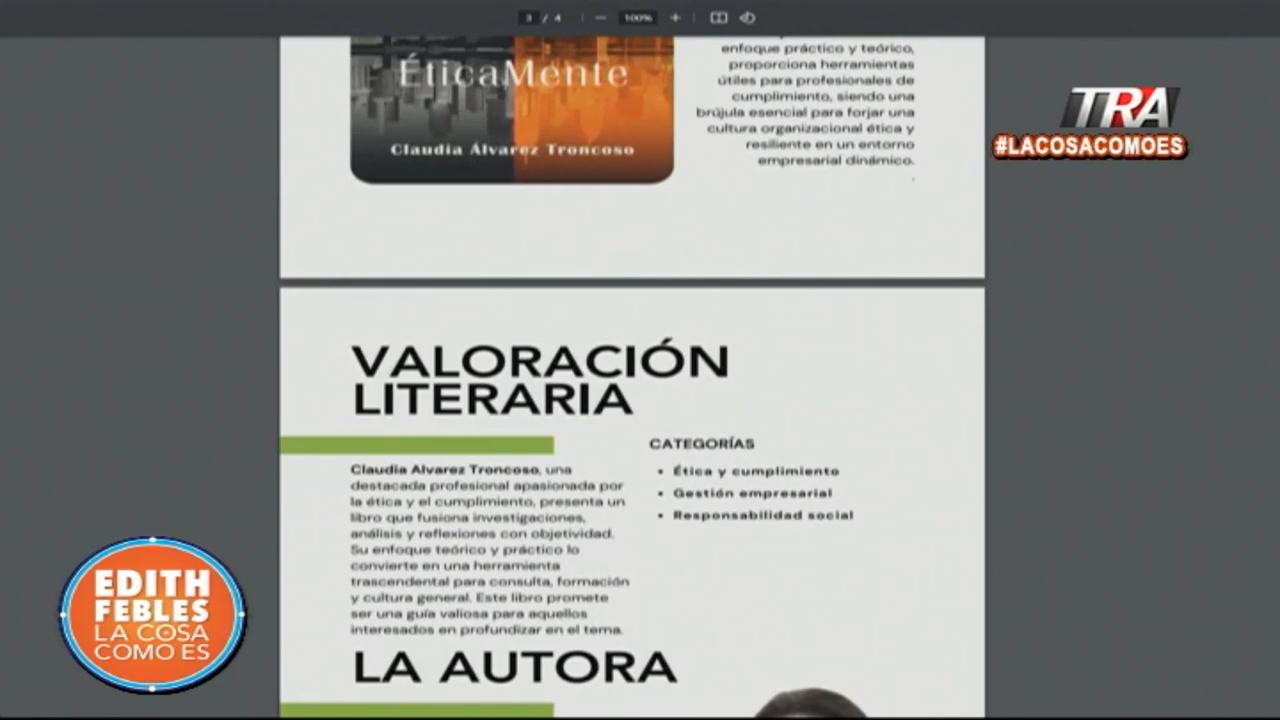 3 / 4
100%
ÉticaMente
Claudia Álvarez Troncoso
enfoque práctico y teórico,
proporciona herramientas
útiles para profesionales de
cumplimiento, siendo una
brújula esencial para forjar una
cultura organizacional ética y
resiliente en un entorno
empresarial dinámico.
TRA
#LACOSACOMOES
VALORACIÓN
LITERARIA
Claudia Alvarez Troncoso, una
destacada profesional apasionada por
la ética y el cumplimiento, presenta un
libro que fusiona investigaciones,
análisis y reflexiones con objetividad.
Su enfoque teórico y práctico lo
convierte en una herramienta
trascendental para consulta, formación
y cultura general. Este libro promete
ser una guía valiosa para aquellos
interesados en profundizar en el tema.
CATEGORÍAS
• Ética y cumplimiento
• Gestión empresarial
• Responsabilidad social
LA AUTORA
EDITH
FEBLES
LA COSA
COMO ES